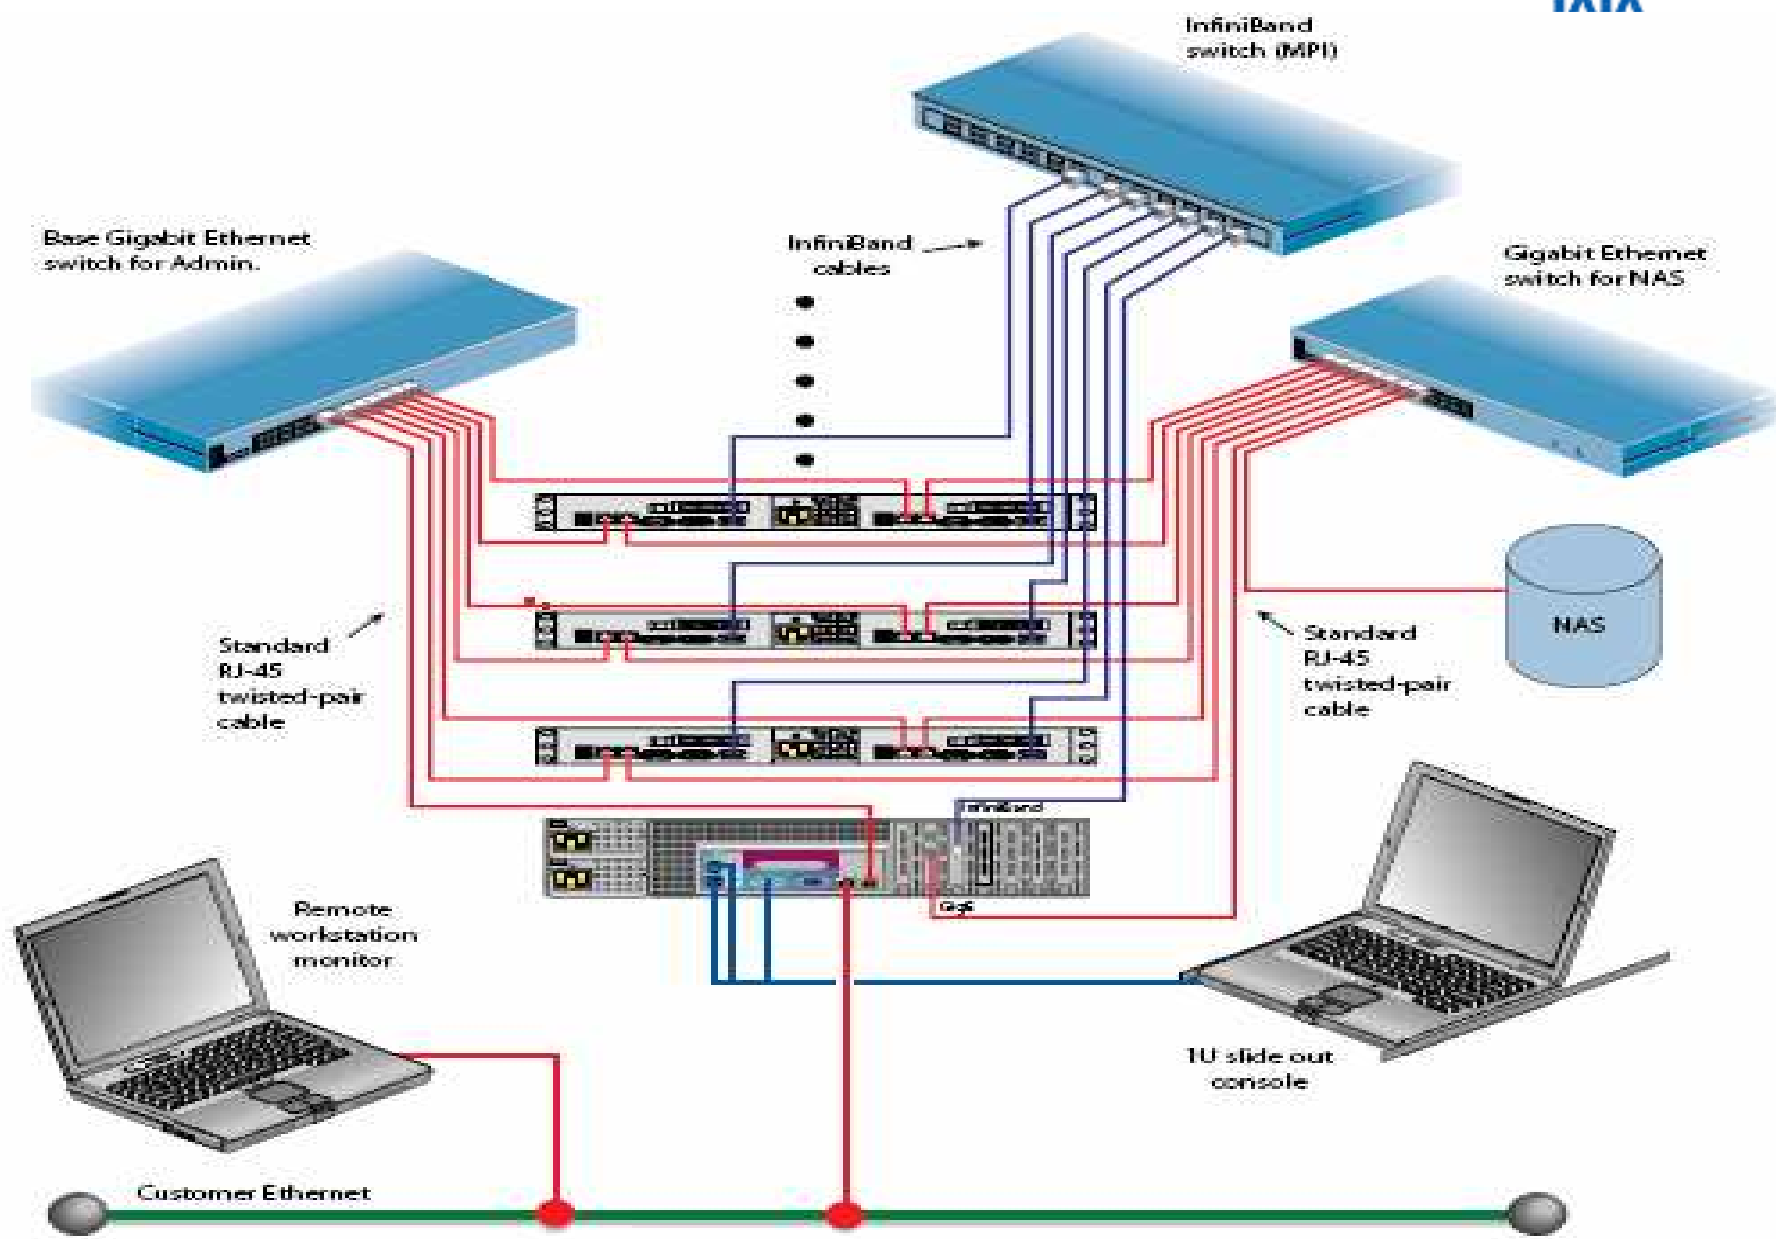 InfiniBand
switch (MPI)
Base Gigabit Ethernet
switch for Admin.
InfiniBand
cables
Gigabit Ethernet
switch for NAS
Standard
RJ-45
twisted-pair
cable
Standard
RJ-45
twisted-pair
cable
NAS
InfiniBand
GigE
Remote
workstation
monitor
1U slide out
console
Customer Ethernet